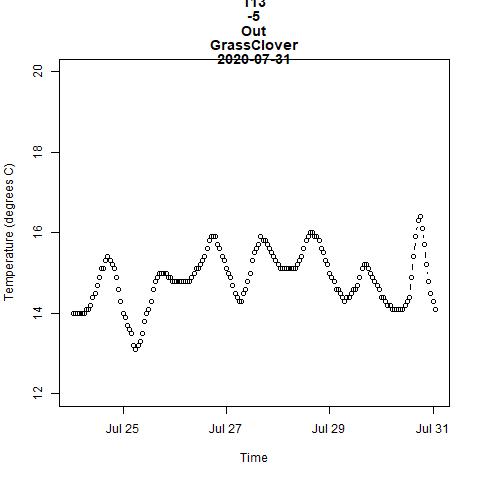 113
-5
Out
GrassClover
2020-07-31
Temperature (degrees C)
20
18
16
14
12
Jul 25
Jul 27
Jul 29
Jul 31
Time